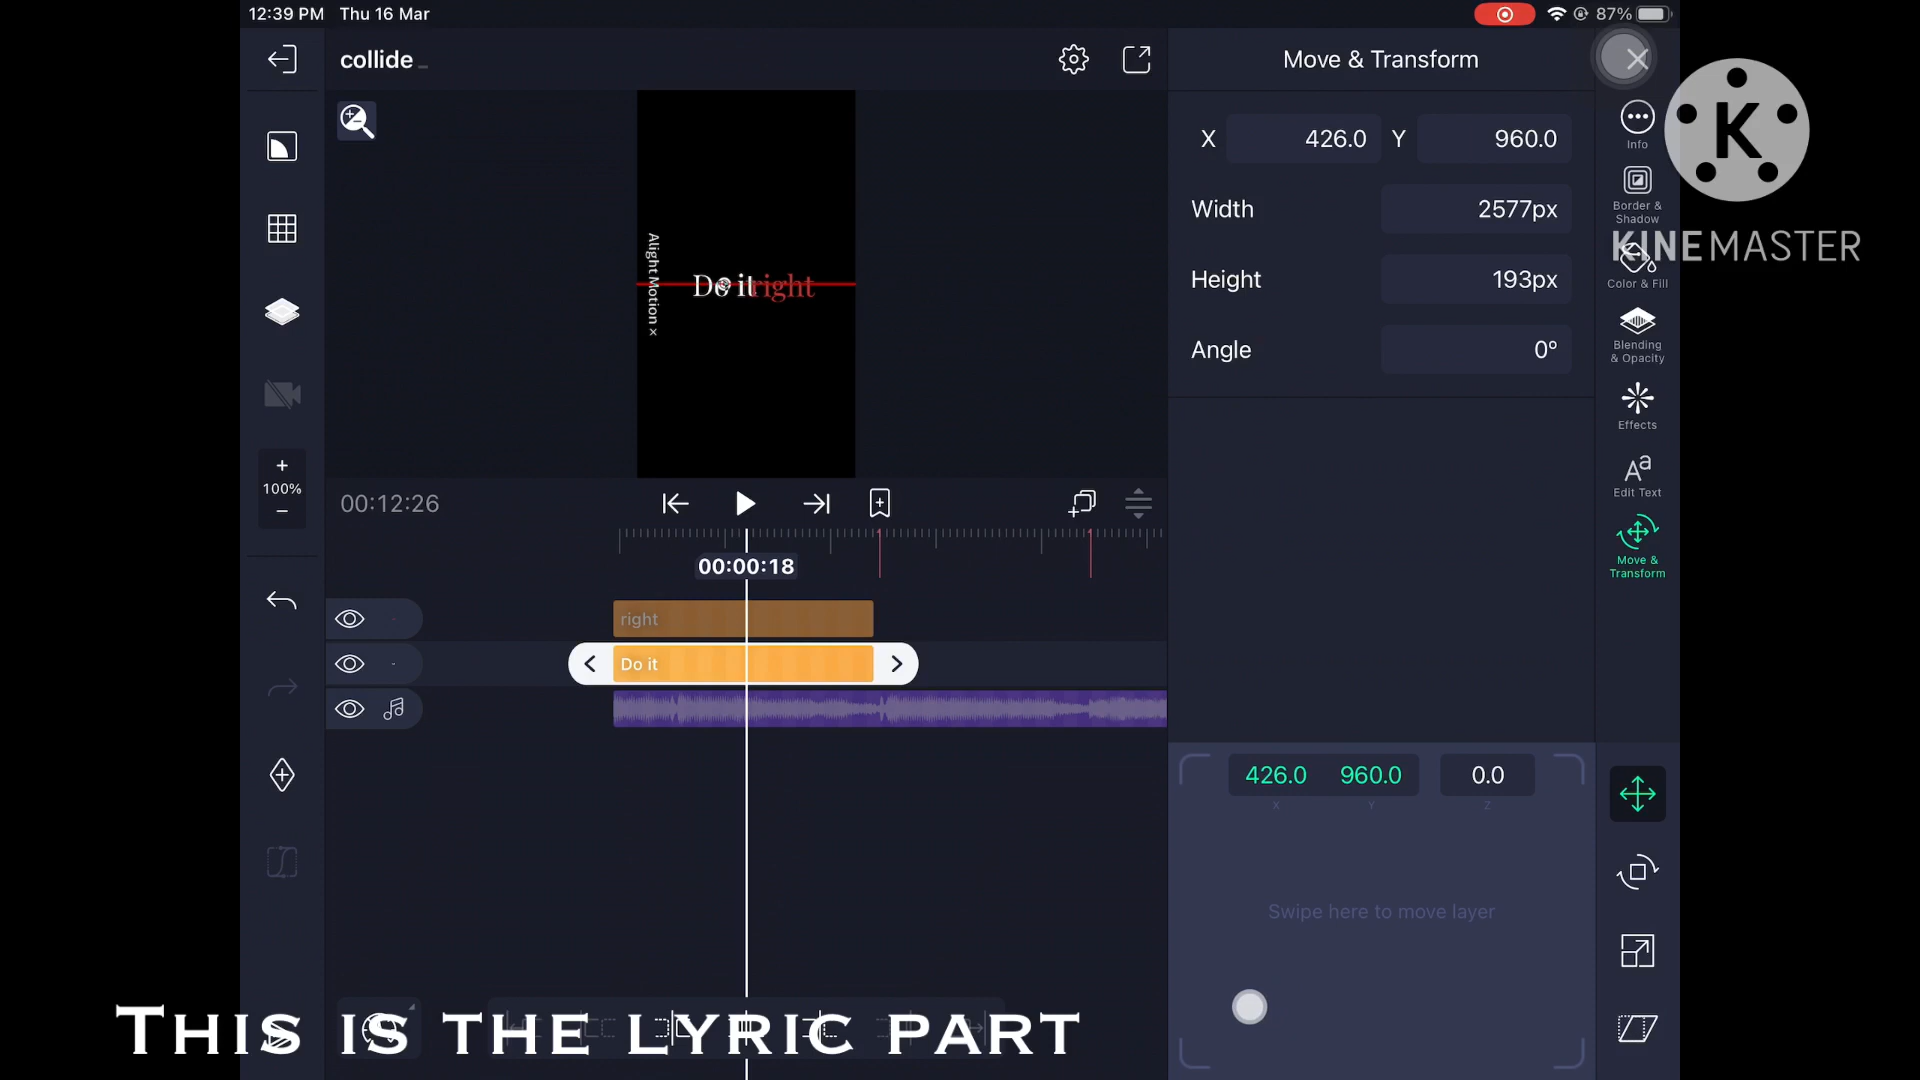 12:39 PM Thu 16 Mar
87%
collide
Move & Transform
X 426.0 Y 960.0
Width 2577px
Height 193px
Angle 0°
Info
Border & Shadow
KINEMASTER
K
Color & Fill
Blending & Opacity
Effects
Edit Text
Move & Transform
Alight Motion ×
Do it right
+
100%
−
00:12:26
00:00:18
right
Do it
426.0 960.0 0.0
X Y Z
Swipe here to move layer
THIS IS THE LYRIC PART